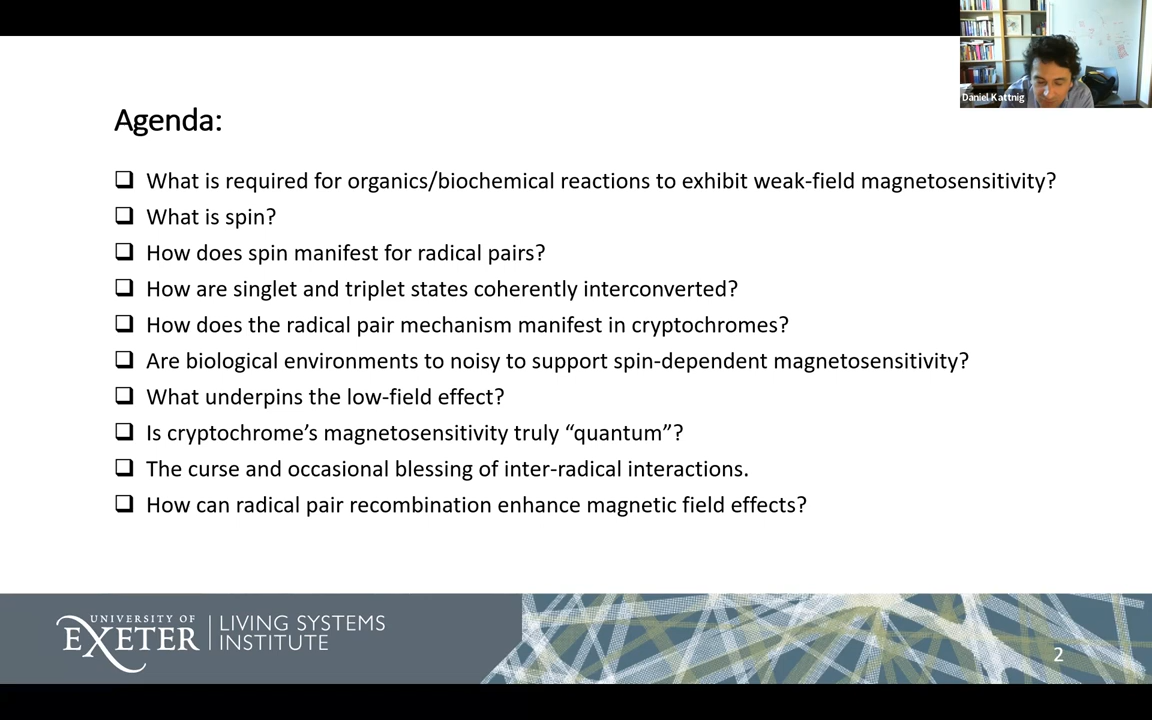 Daniel Kattnig
Agenda:
❑ What is required for organics/biochemical reactions to exhibit weak-field magnetosensitivity?
❑ What is spin?
❑ How does spin manifest for radical pairs?
❑ How are singlet and triplet states coherently interconverted?
❑ How does the radical pair mechanism manifest in cryptochromes?
❑ Are biological environments to noisy to support spin-dependent magnetosensitivity?
❑ What underpins the low-field effect?
❑ Is cryptochrome’s magnetosensitivity truly “quantum”?
❑ The curse and occasional blessing of inter-radical interactions.
❑ How can radical pair recombination enhance magnetic field effects?
UNIVERSITY OF
EXETER
LIVING SYSTEMS
INSTITUTE
2